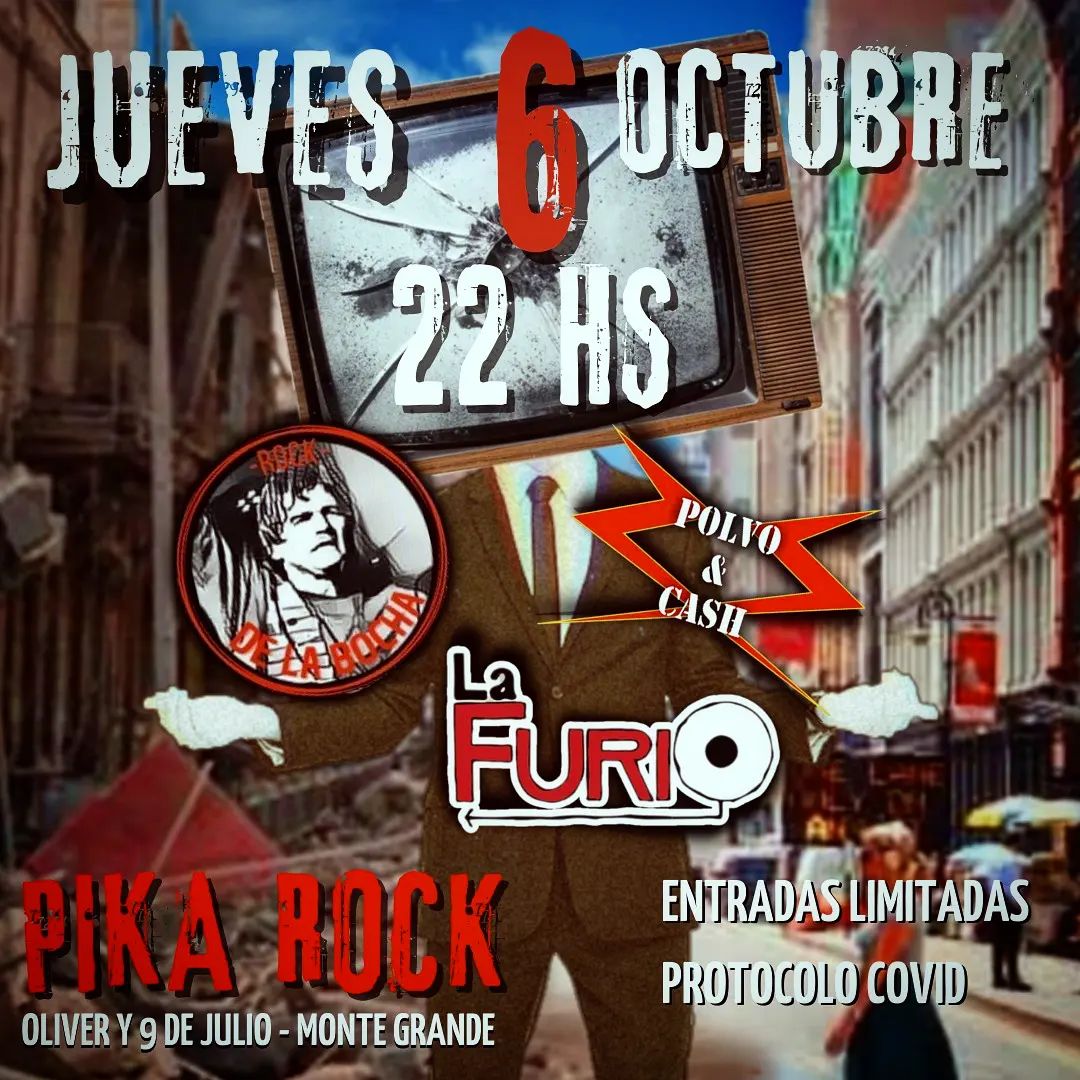 JUEVES 6 OCTUBRE
22 HS
-ROCK-
DE LA BOCHA
POLVO
&
CASH
La
FURIO
PIKA ROCK
OLIVER Y 9 DE JULIO - MONTE GRANDE
ENTRADAS LIMITADAS
PROTOCOLO COVID